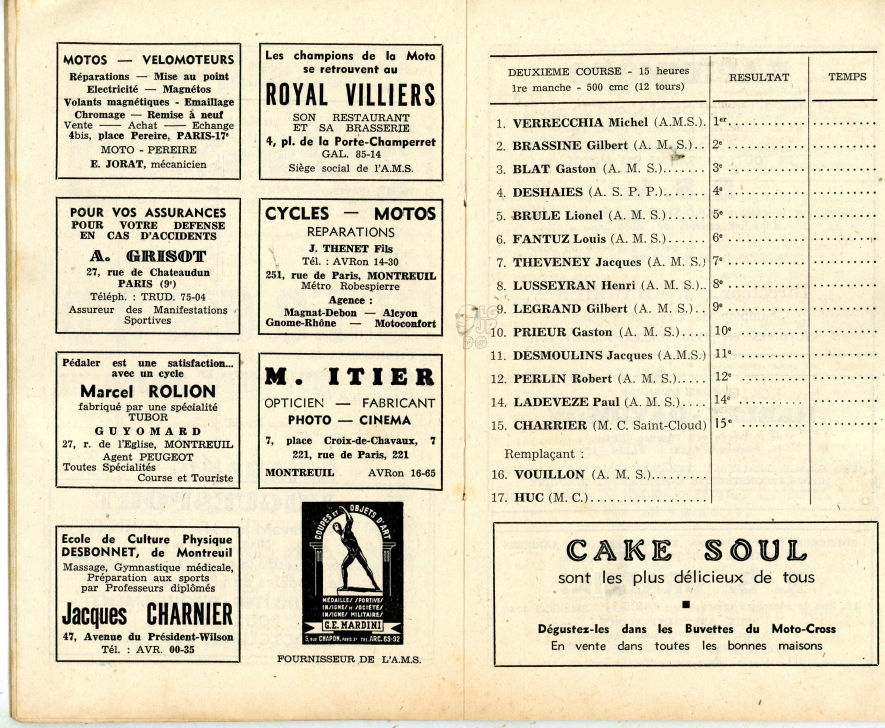 MOTOS — VELOMOTEURS
Réparations — Mise au point
Electricité — Magnétos
Volants magnétiques - Emaillage
Chromage — Remise à neuf
Vente — Achat — Echange
4bis, place Pereire, PARIS-17e
MOTO - PEREIRE
E. JORAT, mécanicien
Les champions de la Moto
se retrouvent au
ROYAL VILLIERS
SON RESTAURANT
ET SA BRASSERIE
4, pl. de la Porte-Champerret
GAL. 85-14
Siège social de l'A.M.S.
POUR VOS ASSURANCES
POUR VOTRE DEFENSE
EN CAS D'ACCIDENTS
A. GRISOT
27, rue de Chateaudun
PARIS (9e)
Téléph. : TRUD. 75-04
Assureur des Manifestations
Sportives
CYCLES — MOTOS
REPARATIONS
J. THENET Fils
Tél. : AVRon 14-30
251, rue de Paris, MONTREUIL
Métro Robespierre
Agence :
Magnat-Debon — Alcyon
Gnome-Rhône — Motoconfort
Pédaler est une satisfaction...
avec un cycle
Marcel ROLION
fabriqué par une spécialité
TUBOR
GUYOMARD
27, r. de l'Eglise, MONTREUIL
Agent PEUGEOT
Toutes Spécialités
Course et Touriste
M. ITIER
OPTICIEN — FABRICANT
PHOTO — CINEMA
7, place Croix-de-Chavaux, 7
221, rue de Paris, 221
MONTREUIL AVRon 16-65
Ecole de Culture Physique
DESBONNET, de Montreuil
Massage, Gymnastique médicale,
Préparation aux sports
par Professeurs diplômés
Jacques CHARNIER
47, Avenue du Président-Wilson
Tél. : AVR. 00-35
COUPES et OBJETS D'ART
MÉDAILLES SPORTIVES
INSIGNES DE SOCIÉTÉS
INSIGNES MILITAIRES
G.E. MARDINI
5, RUE CHAPON, PARIS 3e TEL. ARC. 63-92
FOURNISSEUR DE L'A.M.S.
DEUXIEME COURSE - 15 heures
1re manche - 500 cmc (12 tours)
RESULTAT
TEMPS
1. VERRECCHIA Michel (A.M.S.). 1er
2. BRASSINE Gilbert (A. M. S.).. 2e
3. BLAT Gaston (A. M. S.)....... 3e
4. DESHAIES (A. S. P. P.)....... 4e
5. BRULE Lionel (A. M. S.)...... 5e
6. FANTUZ Louis (A. M. S.)...... 6e
7. THEVENEY Jacques (A. M. S.) 7e
8. LUSSEYRAN Henri (A. M. S.).. 8e
9. LEGRAND Gilbert (A. M. S.)... 9e
10. PRIEUR Gaston (A. M. S.).... 10e
11. DESMOULINS Jacques (A.M.S.) 11e
12. PERLIN Robert (A. M. S.)..... 12e
14. LADEVEZE Paul (A. M. S.).... 14e
15. CHARRIER (M. C. Saint-Cloud) 15e
Remplaçant :
16. VOUILLON (A. M. S.)..........
17. HUC (M. C.)..................
CAKE SOUL
sont les plus délicieux de tous
Dégustez-les dans les Buvettes du Moto-Cross
En vente dans toutes les bonnes maisons